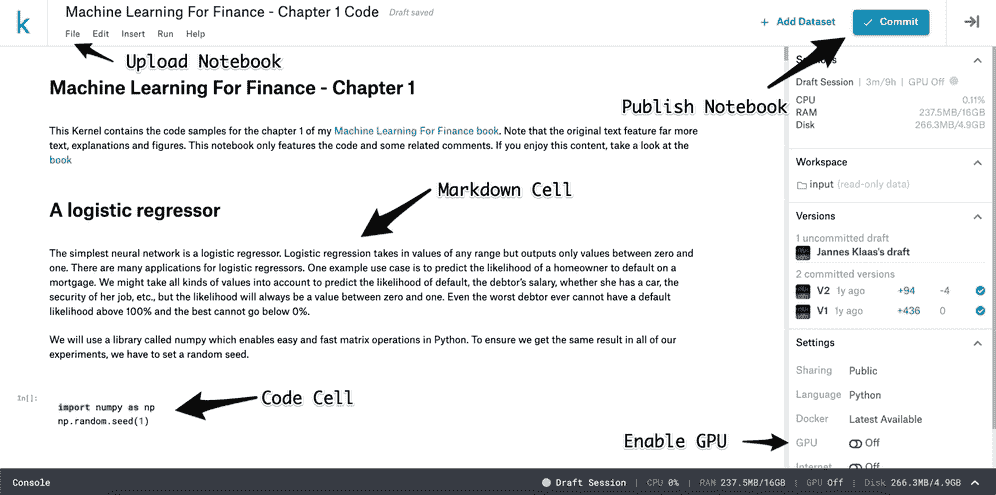 k
Machine Learning For Finance - Chapter 1 Code Draft saved
File Edit Insert Run Help
+ Add Dataset
✓ Commit
Upload Notebook
Publish Notebook
Machine Learning For Finance - Chapter 1
This Kernel contains the code samples for the chapter 1 of my Machine Learning For Finance book. Note that the original text feature far more
text, explanations and figures. This notebook only features the code and some related comments. If you enjoy this content, take a look at the
book
Markdown Cell
A logistic regressor
The simplest neural network is a logistic regressor. Logistic regression takes in values of any range but outputs only values between zero and
one. There are many applications for logistic regressors. One example use case is to predict the likelihood of a homeowner to default on a
mortgage. We might take all kinds of values into account to predict the likelihood of default, the debtor's salary, whether she has a car, the
security of her job, etc., but the likelihood will always be a value between zero and one. Even the worst debtor ever cannot have a default
likelihood above 100% and the best cannot go below 0%.
We will use a library called numpy which enables easy and fast matrix operations in Python. To ensure we get the same result in all of our
experiments, we have to set a random seed.
In[]:
import numpy as np
np.random.seed(1)
Code Cell
Draft Session | 3m/9h | GPU Off
CPU 0.11%
RAM 237.5MB/16GB
Disk 266.3MB/4.9GB
Workspace
input (read-only data)
Versions
1 uncommitted draft
Jannes Klaas's draft
2 committed versions
V2 1y ago +94 -4
V1 1y ago +436 0
Settings
Sharing Public
Language Python
Docker Latest Available
Enable GPU
GPU Off
Internet Off
Console
Draft Session | CPU 0% | RAM 237.5MB/16GB | GPU Off | Disk 266.3MB/4.9GB